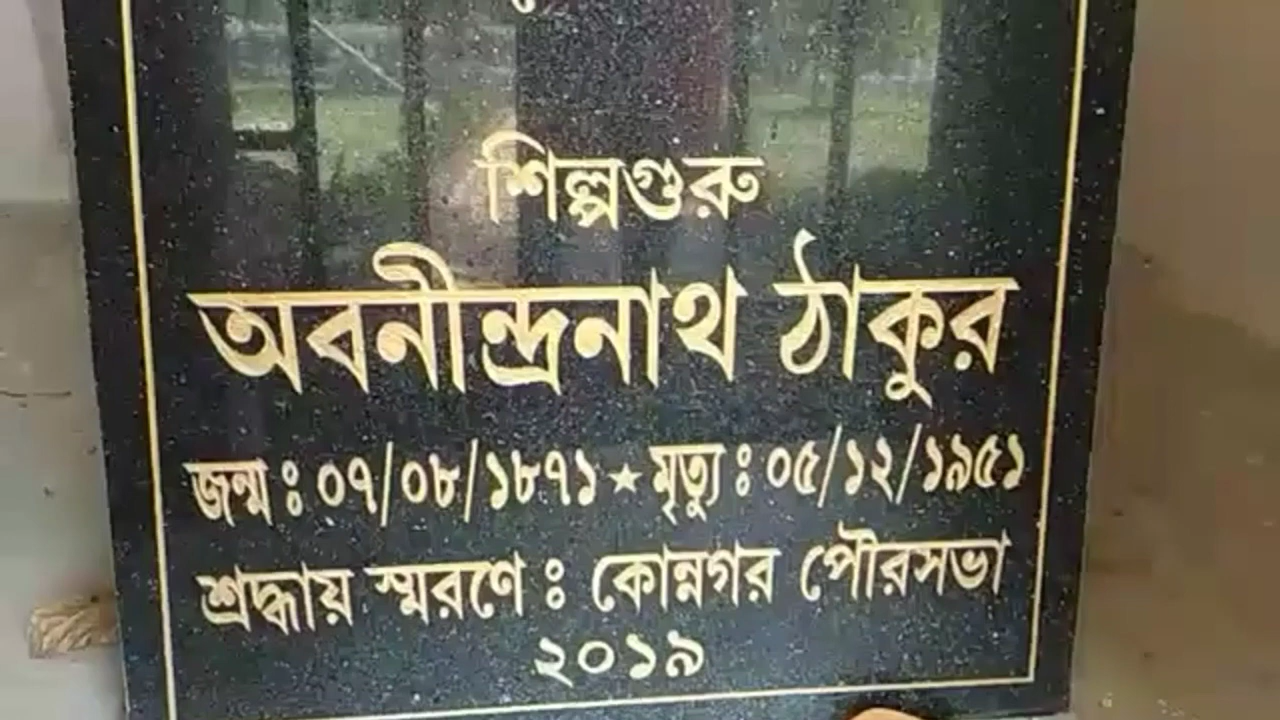 শিল্পগুরু
অবনীন্দ্রনাথ ঠাকুর
জন্ম ঃ ০৭/০৮/১৮৭১ ★ মৃত্যু ঃ ০৫/১২/১৯৫১
শ্রদ্ধায় স্মরণে ঃ কোন্নগর পৌরসভা
২০১৯